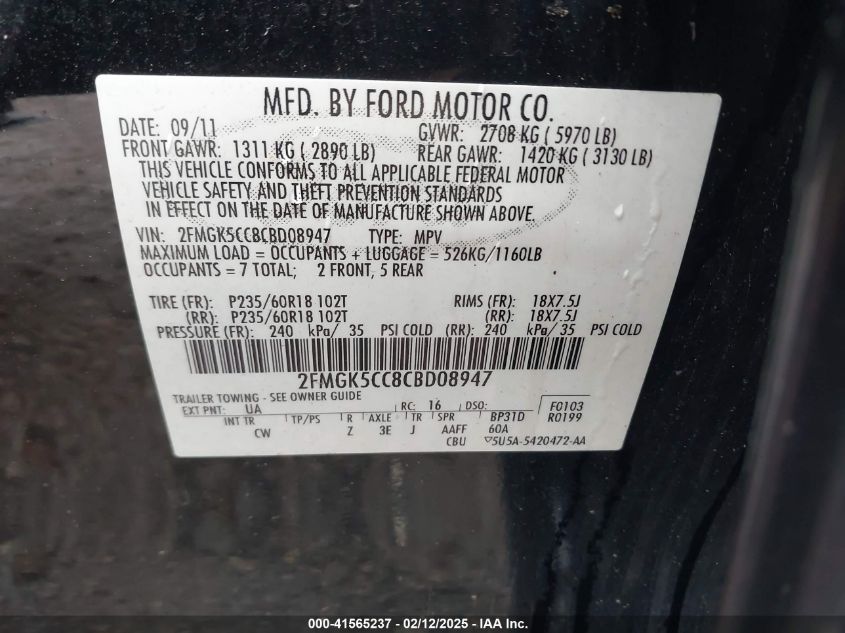 MFD. BY FORD MOTOR CO.
DATE: 09/11 GVWR: 2708 KG ( 5970 LB)
FRONT GAWR: 1311 KG ( 2890 LB) REAR GAWR: 1420 KG ( 3130 LB)
THIS VEHICLE CONFORMS TO ALL APPLICABLE FEDERAL MOTOR
VEHICLE SAFETY AND THEFT PREVENTION STANDARDS
IN EFFECT ON THE DATE OF MANUFACTURE SHOWN ABOVE.
VIN: 2FMGK5CC8CBD08947 TYPE: MPV
MAXIMUM LOAD = OCCUPANTS + LUGGAGE = 526KG/1160LB
OCCUPANTS = 7 TOTAL; 2 FRONT, 5 REAR
TIRE (FR): P235/60R18 102T RIMS (FR): 18X7.5J
(RR): P235/60R18 102T (RR): 18X7.5J
PRESSURE (FR): 240 kPa/ 35 PSI COLD (RR): 240 kPa/ 35 PSI COLD
2FMGK5CC8CBD08947
TRAILER TOWING - SEE OWNER GUIDE
EXT PNT: UA RC: 16 DSO: F0103
INT TR TP/PS R AXLE TR SPR BP31D R0199
CW Z 3E J AAFF 60A
CBU ▽5U5A-5420472-AA
000-41565237 - 02/12/2025 - IAA Inc.